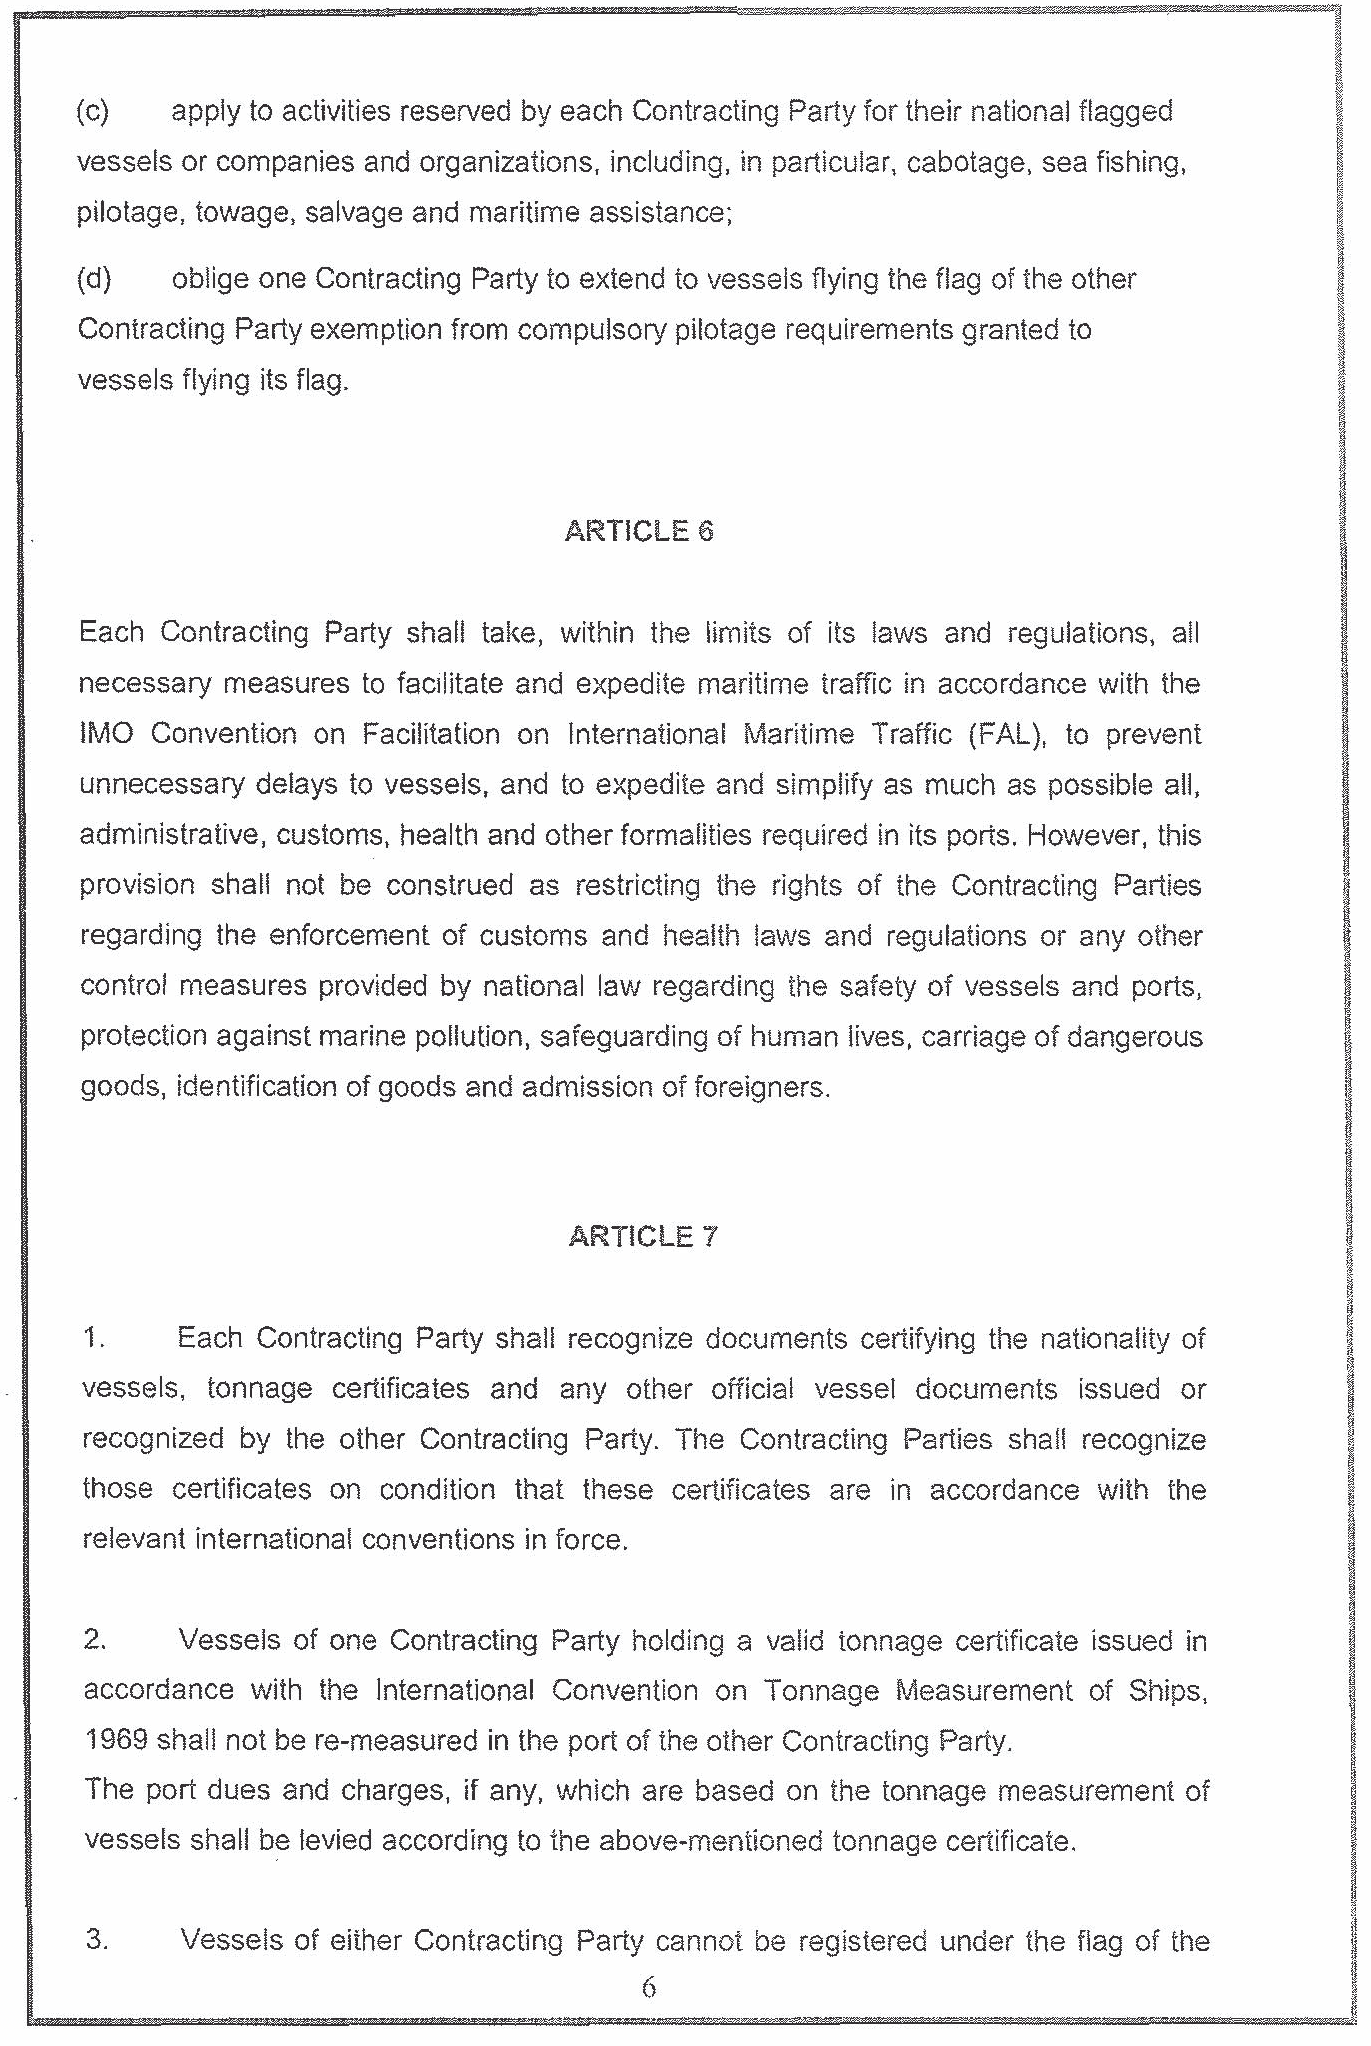 (c) apply to activities reserved by each Contracting Party for their national flagged
vessels or companies and organizations, including, in particular, cabotage, sea fishing,
pilotage, towage, salvage and maritime assistance;
(d) oblige one Contracting Party to extend to vessels flying the flag of the other
Contracting Party exemption from compulsory pilotage requirements granted to
vessels flying its flag.
ARTICLE 6
Each Contracting Party shall take, within the limits of its laws and regulations, all
necessary measures to facilitate and expedite maritime traffic in accordance with the
IMO Convention on Facilitation on International Maritime Traffic (FAL), to prevent
unnecessary delays to vessels, and to expedite and simplify as much as possible all,
administrative, customs, health and other formalities required in its ports. However, this
provision shall not be construed as restricting the rights of the Contracting Parties
regarding the enforcement of customs and health laws and regulations or any other
control measures provided by national law regarding the safety of vessels and ports,
protection against marine pollution, safeguarding of human lives, carriage of dangerous
goods, identification of goods and admission of foreigners.
ARTICLE 7
1. Each Contracting Party shall recognize documents certifying the nationality of
vessels, tonnage certificates and any other official vessel documents issued or
recognized by the other Contracting Party. The Contracting Parties shall recognize
those certificates on condition that these certificates are in accordance with the
relevant international conventions in force.
2. Vessels of one Contracting Party holding a valid tonnage certificate issued in
accordance with the International Convention on Tonnage Measurement of Ships,
1969 shall not be re-measured in the port of the other Contracting Party.
The port dues and charges, if any, which are based on the tonnage measurement of
vessels shall be levied according to the above-mentioned tonnage certificate.
3. Vessels of either Contracting Party cannot be registered under the flag of the
6